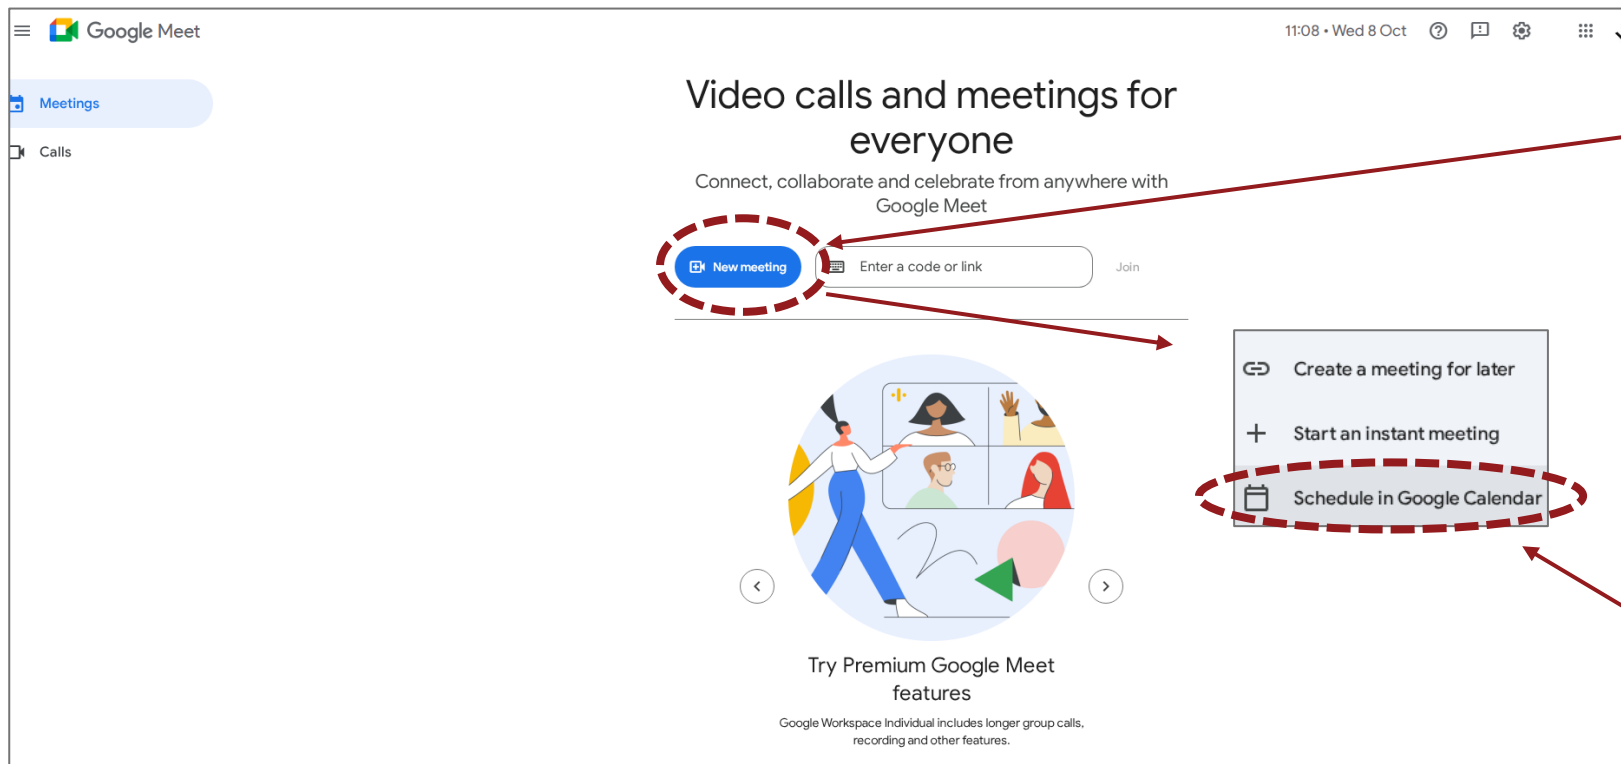 Google Meet
11:08 • Wed 8 Oct
Meetings
Calls
Video calls and meetings for
everyone
Connect, collaborate and celebrate from anywhere with
Google Meet
New meeting
Enter a code or link
Join
Create a meeting for later
Start an instant meeting
Schedule in Google Calendar
Try Premium Google Meet
features
Google Workspace Individual includes longer group calls,
recording and other features.